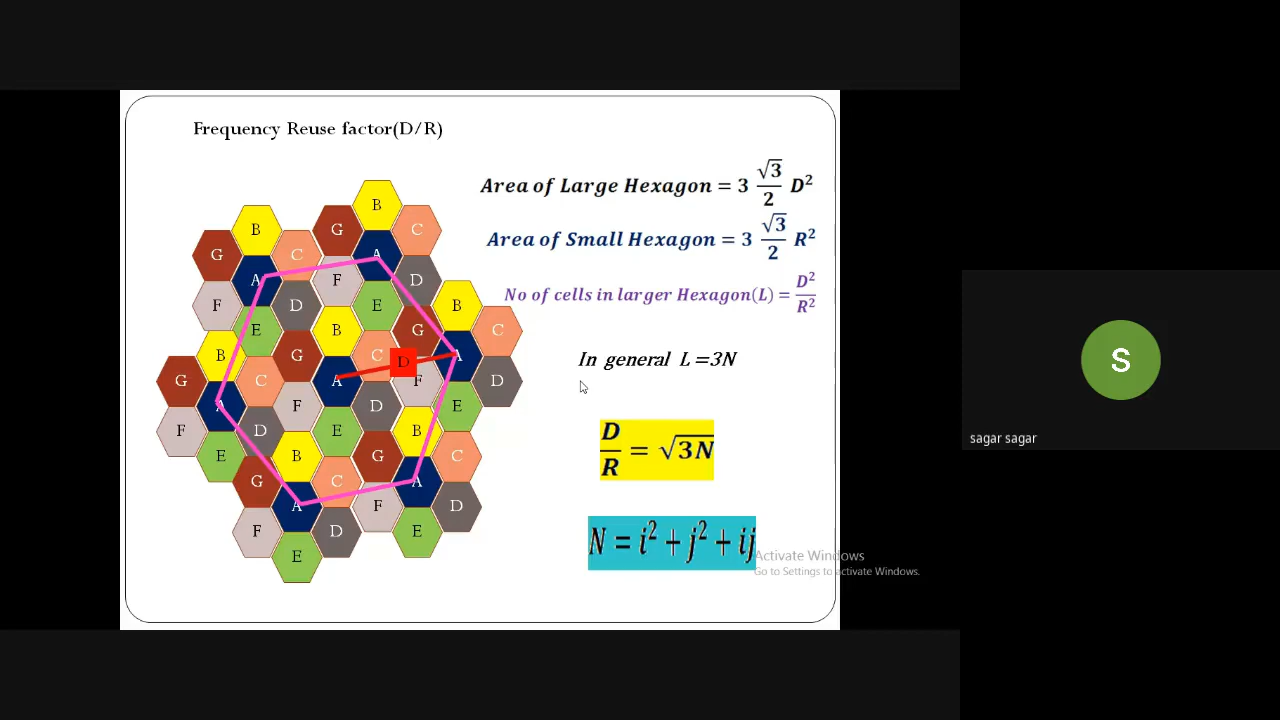 Frequency Reuse factor(D/R)
Area of Large Hexagon = 3 √3/2 D²
Area of Small Hexagon = 3 √3/2 R²
No of cells in larger Hexagon(L) = D²/R²
In general L =3N
D/R = √3N
N = i² + j² + ij
B
B G C
G C A
A F D
F D E B
E B G C
B G C A
G C D F D
A A E
F F D
D E B
E B G C
G C A
A F D
F D E
E
Activate Windows
Go to Settings to activate Windows.
S
sagar sagar